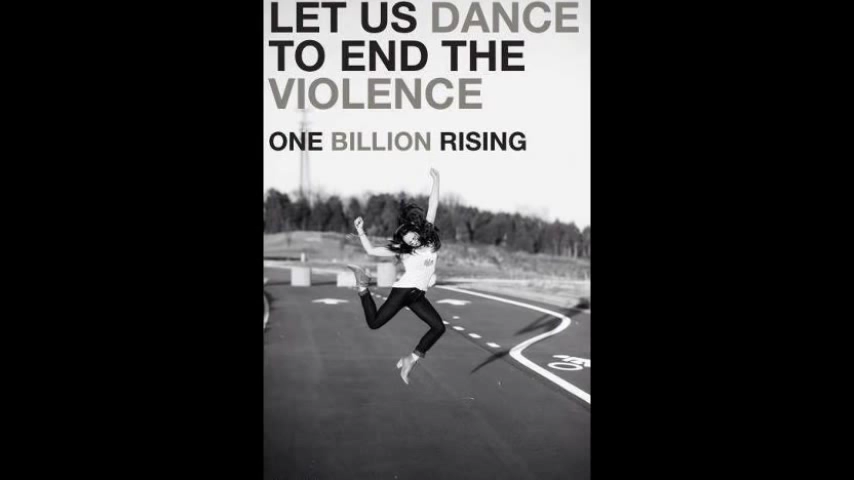 LET US DANCE
TO END THE
VIOLENCE
ONE BILLION RISING